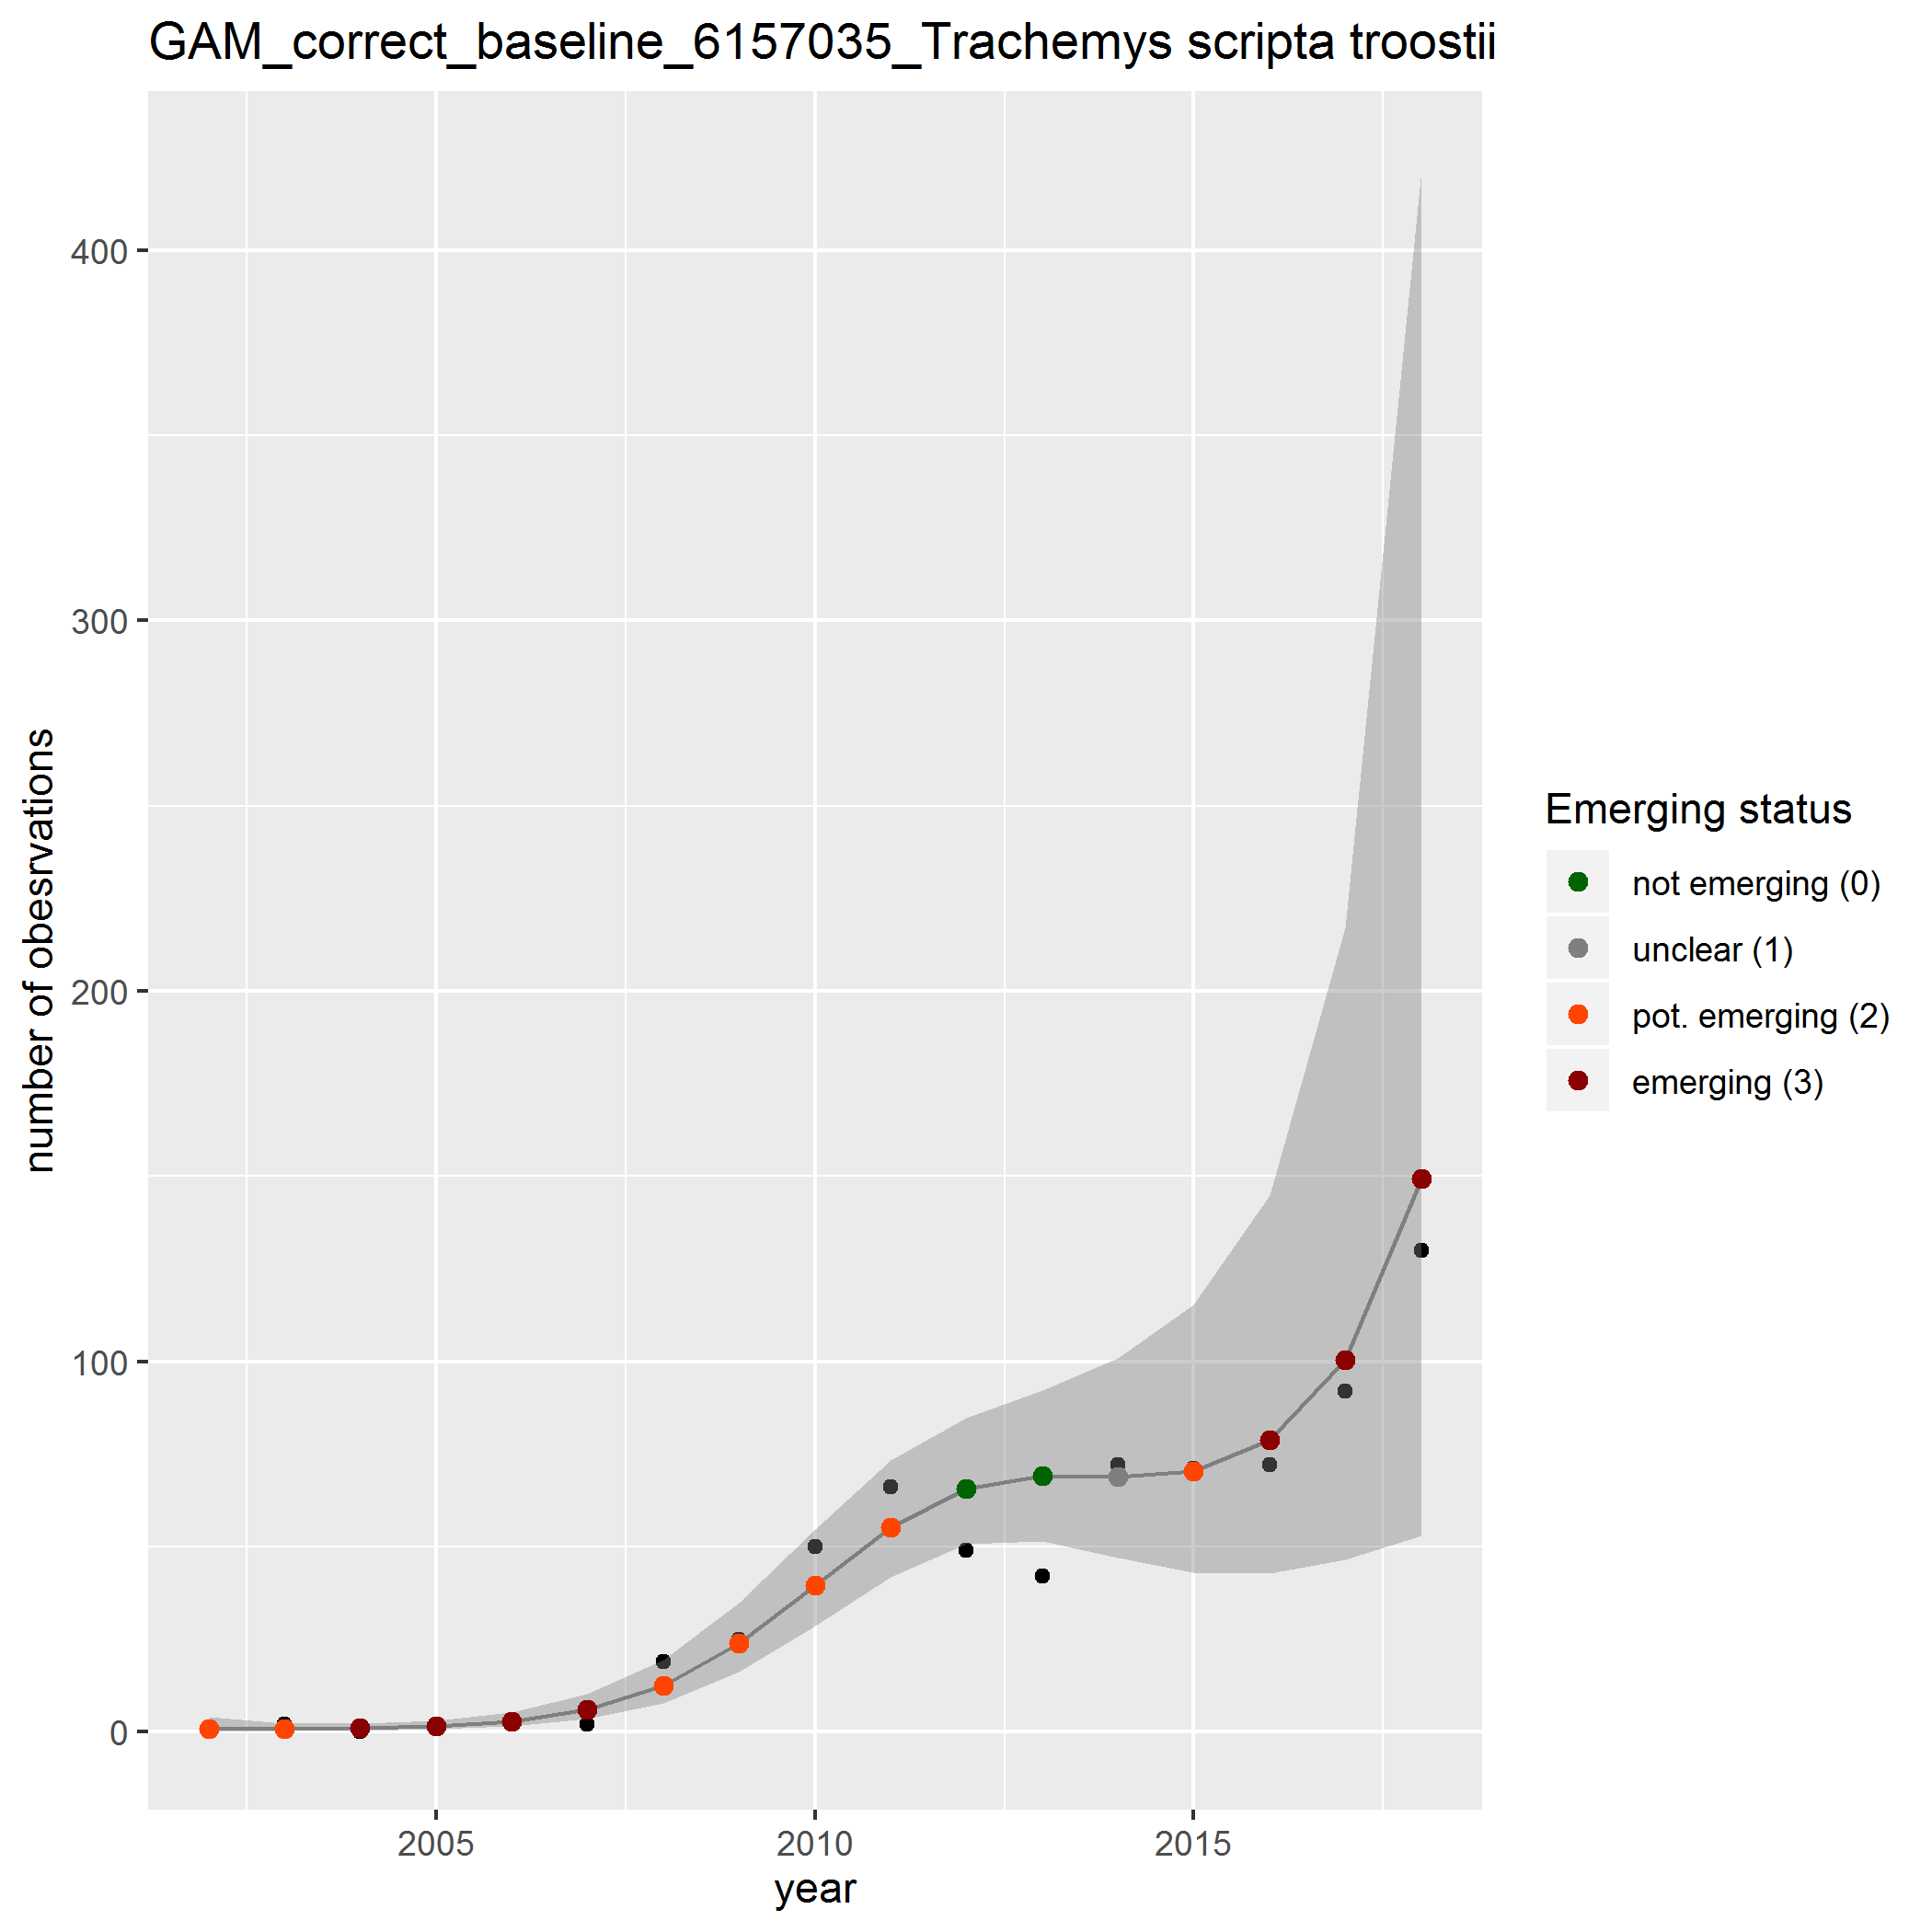 GAM_correct_baseline_6157035_Trachemys scripta troostii
number of obesrvations
400
300
200
100
0
2005
2010
2015
year
Emerging status
not emerging (0)
unclear (1)
pot. emerging (2)
emerging (3)